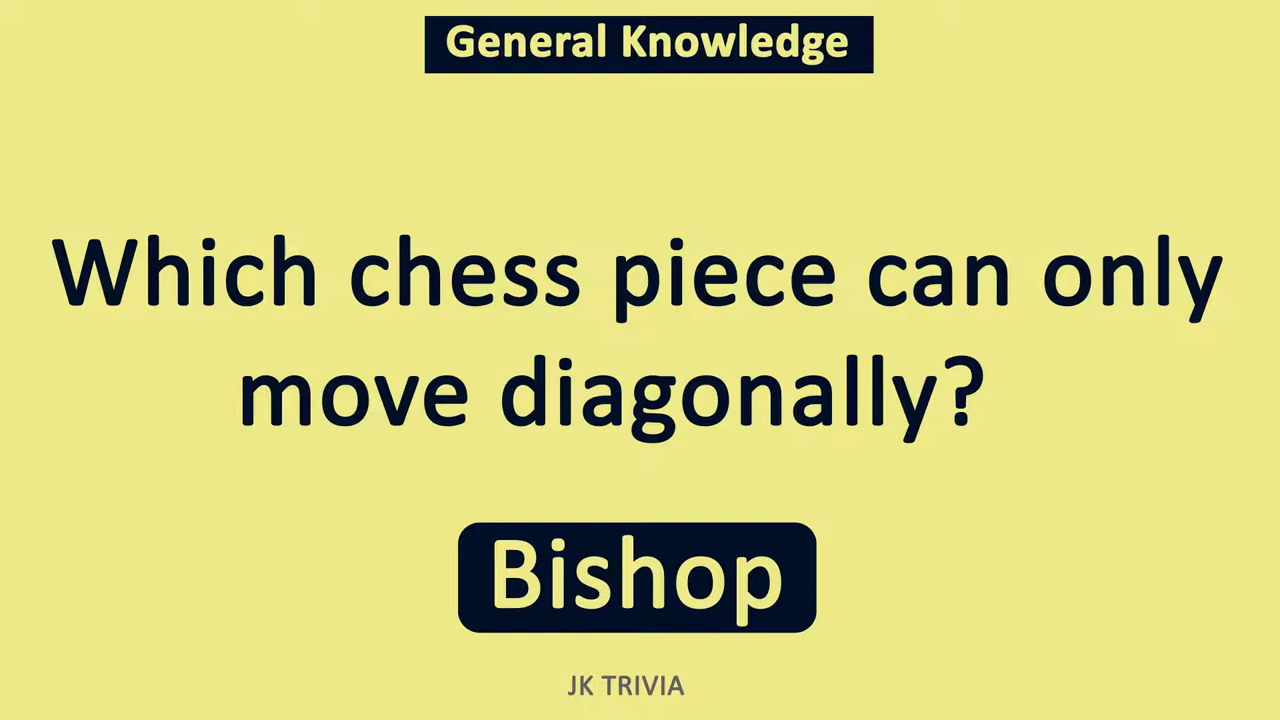 General Knowledge
Which chess piece can only
move diagonally?
Bishop
JK TRIVIA